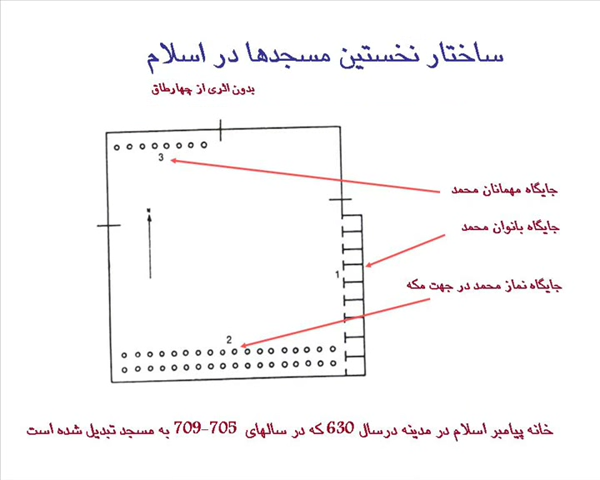 ساختار نخستین مسجدها در اسلام
بدون اثری از چهارطاق
3
جایگاه مهمانان محمد
جایگاه بانوان محمد
1
جایگاه نماز محمد در جهت مکه
2
خانه پیامبر اسلام در مدینه درسال 630 که در سالهای 705-709 به مسجد تبدیل شده است